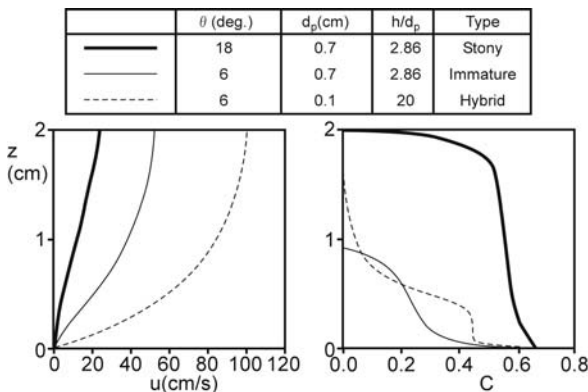 θ (deg.) dp(cm) h/dp Type
18 0.7 2.86 Stony
6 0.7 2.86 Immature
6 0.1 20 Hybrid
2 2
z
(cm)
1 1
0 0
0 20 40 60 80 100 120 0.0 0.2 0.4 0.6 0.8
u(cm/s) C